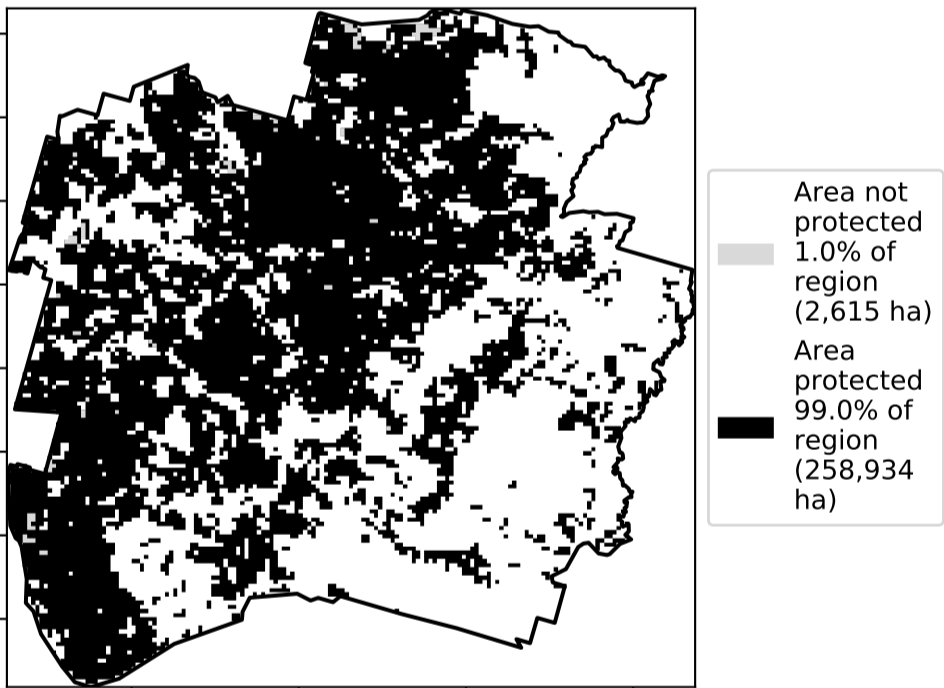 Area not
protected
1.0% of
region
(2,615 ha)
Area
protected
99.0% of
region
(258,934
ha)